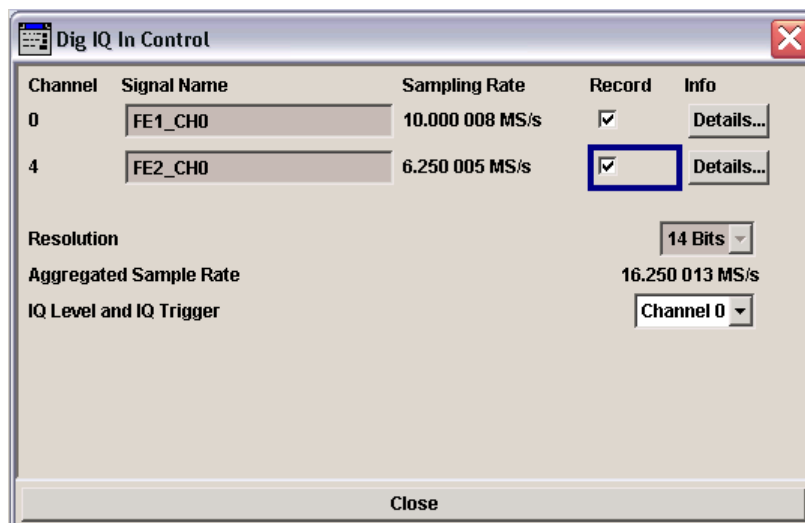 Dig IQ In Control
Channel Signal Name Sampling Rate Record Info
0 FE1_CH0 10.000 008 MS/s Details...
4 FE2_CH0 6.250 005 MS/s Details...
Resolution 14 Bits
Aggregated Sample Rate 16.250 013 MS/s
IQ Level and IQ Trigger Channel 0
Close